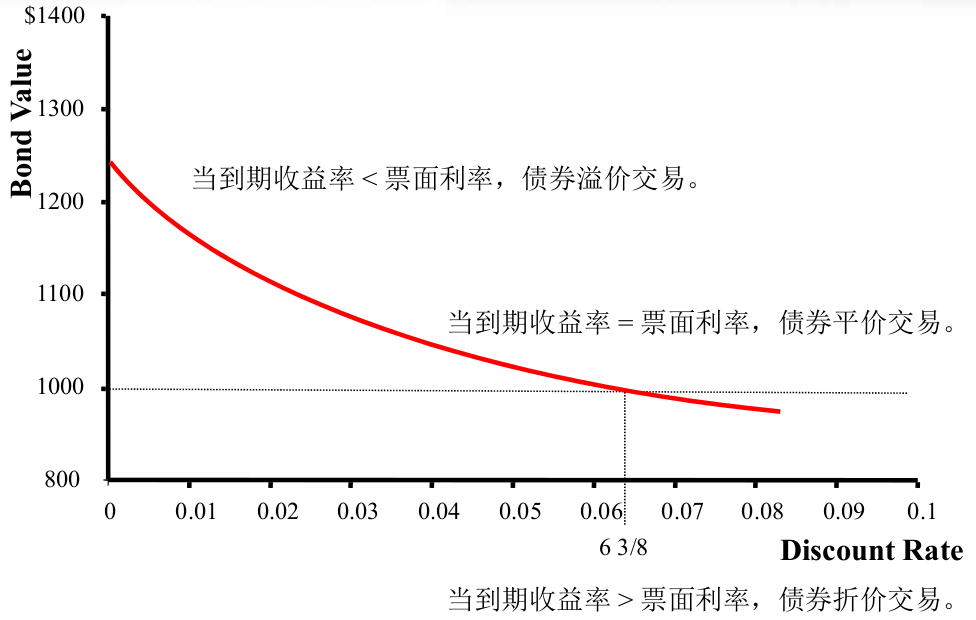 $1400
Bond Value
1300
当到期收益率 < 票面利率，债券溢价交易。
1200
1100
当到期收益率 = 票面利率，债券平价交易。
1000
800
0 0.01 0.02 0.03 0.04 0.05 0.06 0.07 0.08 0.09 0.1
6 3/8
Discount Rate
当到期收益率 > 票面利率，债券折价交易。